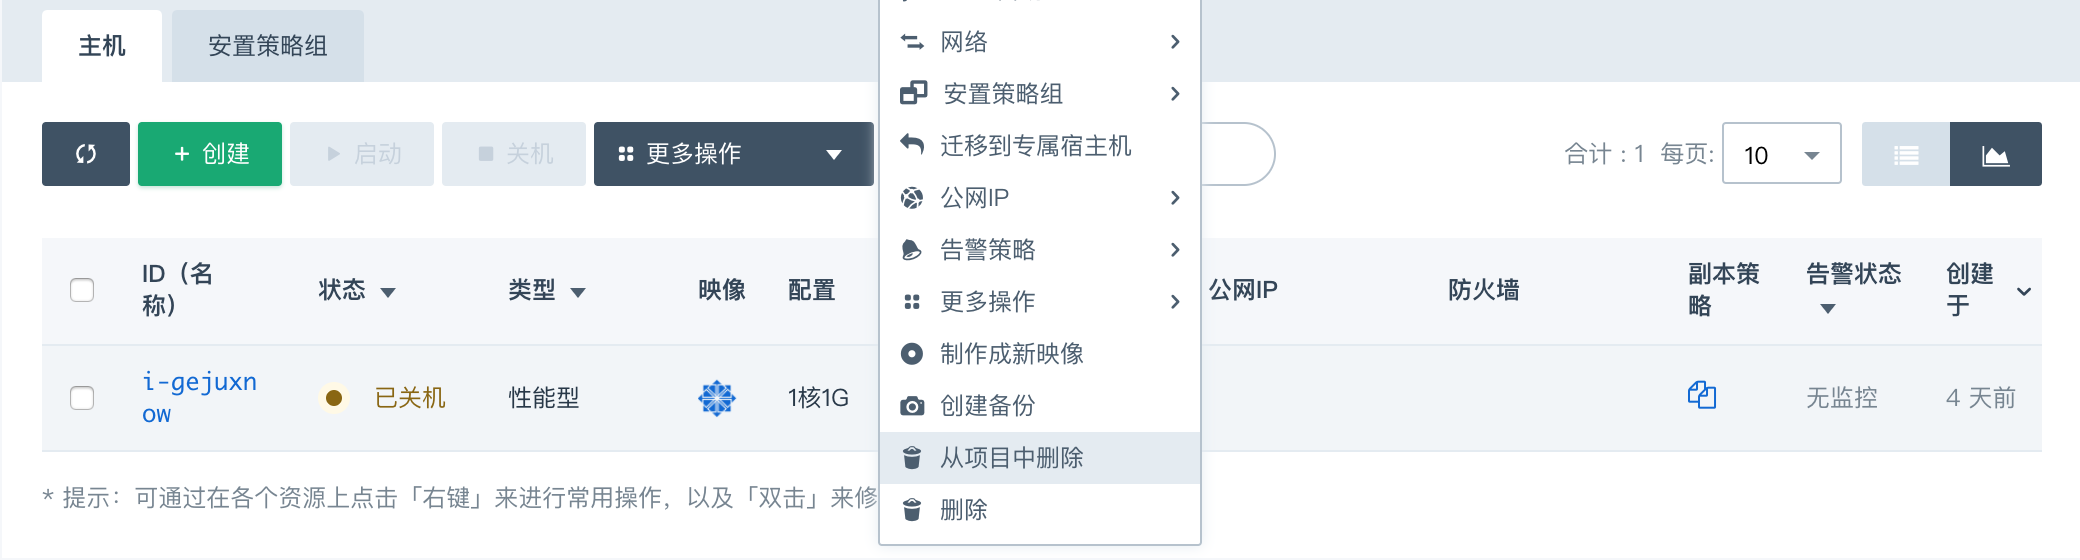 主机
安置策略组
创建
启动
关机
更多操作
合计 : 1 每页:
10
ID（名
称）
状态
类型
映像
配置
公网IP
防火墙
副本策
略
告警状态
创建
于
i-gejuxn
ow
已关机
性能型
1核1G
无监控
4 天前
* 提示：可通过在各个资源上点击「右键」来进行常用操作，以及「双击」来修
网络
安置策略组
迁移到专属宿主机
公网IP
告警策略
更多操作
制作成新映像
创建备份
从项目中删除
删除